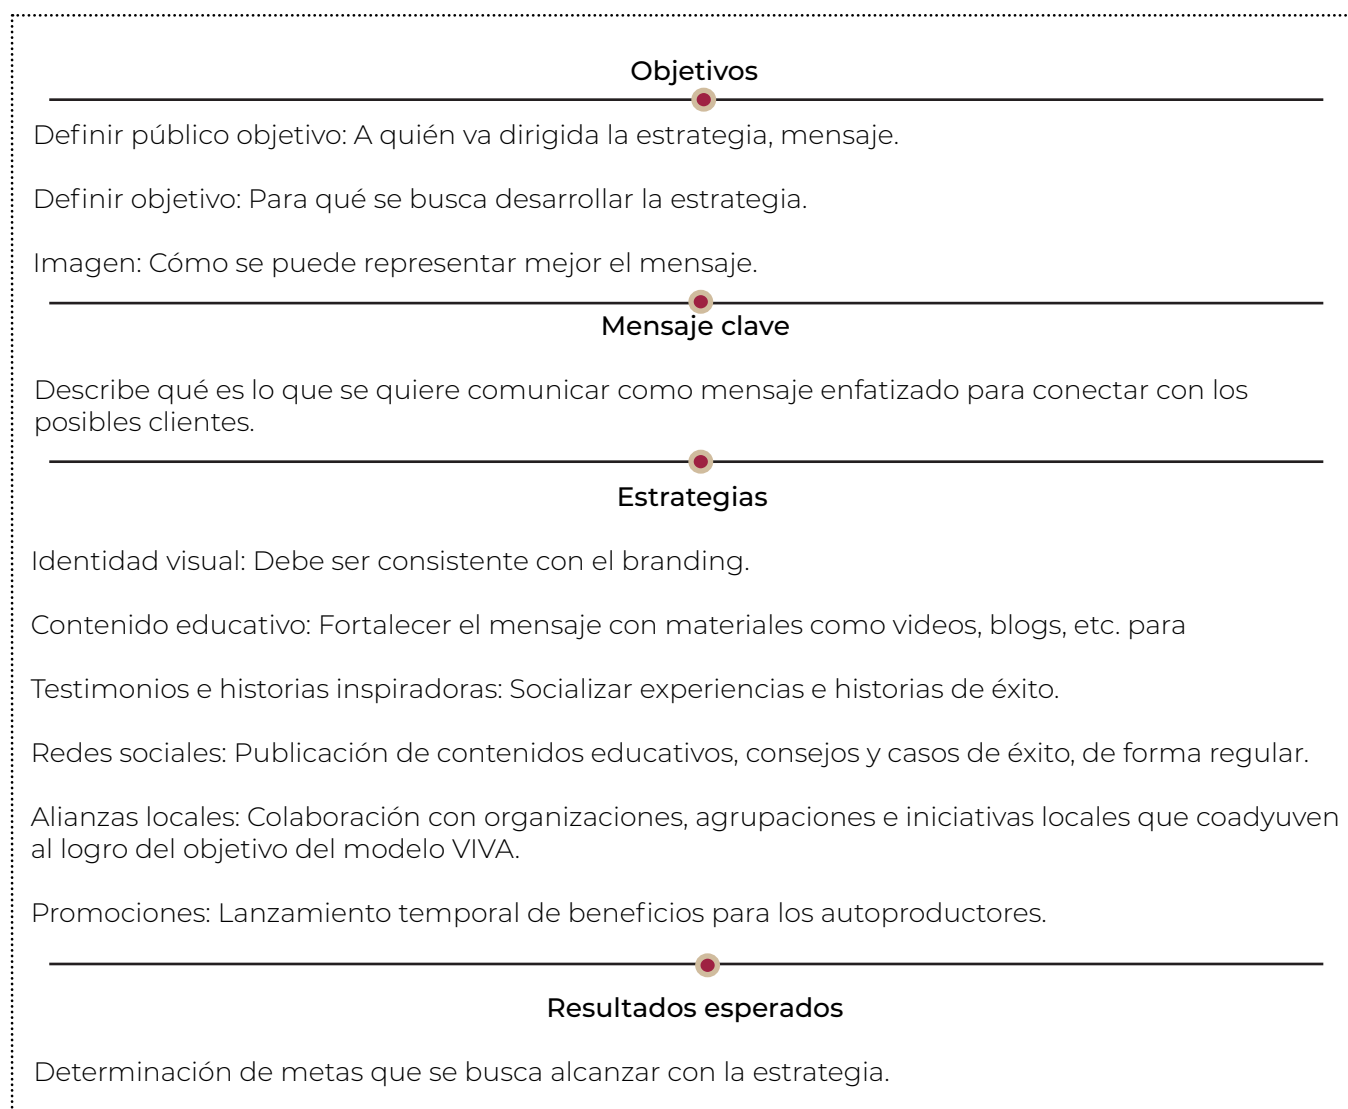 Objetivos
Definir público objetivo: A quién va dirigida la estrategia, mensaje.
Definir objetivo: Para qué se busca desarrollar la estrategia.
Imagen: Cómo se puede representar mejor el mensaje.
Mensaje clave
Describe qué es lo que se quiere comunicar como mensaje enfatizado para conectar con los
posibles clientes.
Estrategias
Identidad visual: Debe ser consistente con el branding.
Contenido educativo: Fortalecer el mensaje con materiales como videos, blogs, etc. para
Testimonios e historias inspiradoras: Socializar experiencias e historias de éxito.
Redes sociales: Publicación de contenidos educativos, consejos y casos de éxito, de forma regular.
Alianzas locales: Colaboración con organizaciones, agrupaciones e iniciativas locales que coadyuven
al logro del objetivo del modelo VIVA.
Promociones: Lanzamiento temporal de beneficios para los autoproductores.
Resultados esperados
Determinación de metas que se busca alcanzar con la estrategia.